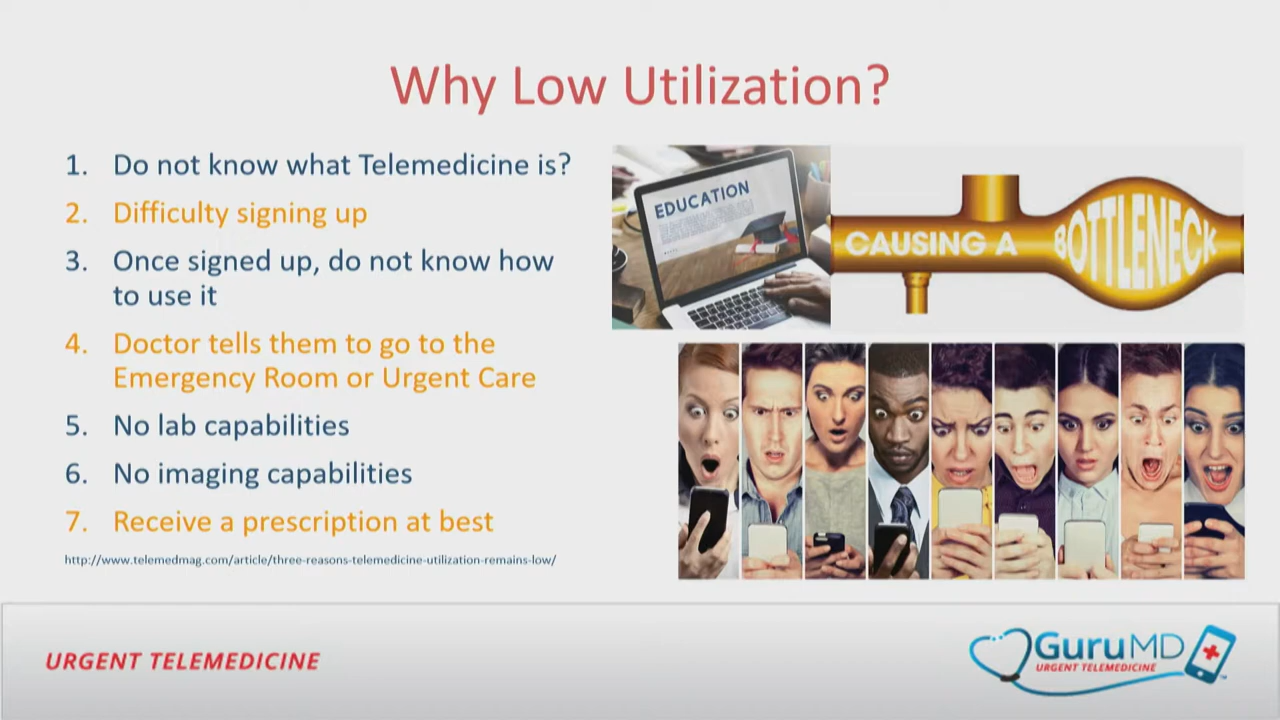 Why Low Utilization?
1. Do not know what Telemedicine is?
2. Difficulty signing up
3. Once signed up, do not know how
to use it
4. Doctor tells them to go to the
Emergency Room or Urgent Care
5. No lab capabilities
6. No imaging capabilities
7. Receive a prescription at best
http://www.telemedmag.com/article/three-reasons-telemedicine-utilization-remains-low/
EDUCATION
CAUSING A BOTTLENECK
URGENT TELEMEDICINE
GuruMD
URGENT TELEMEDICINE
TM